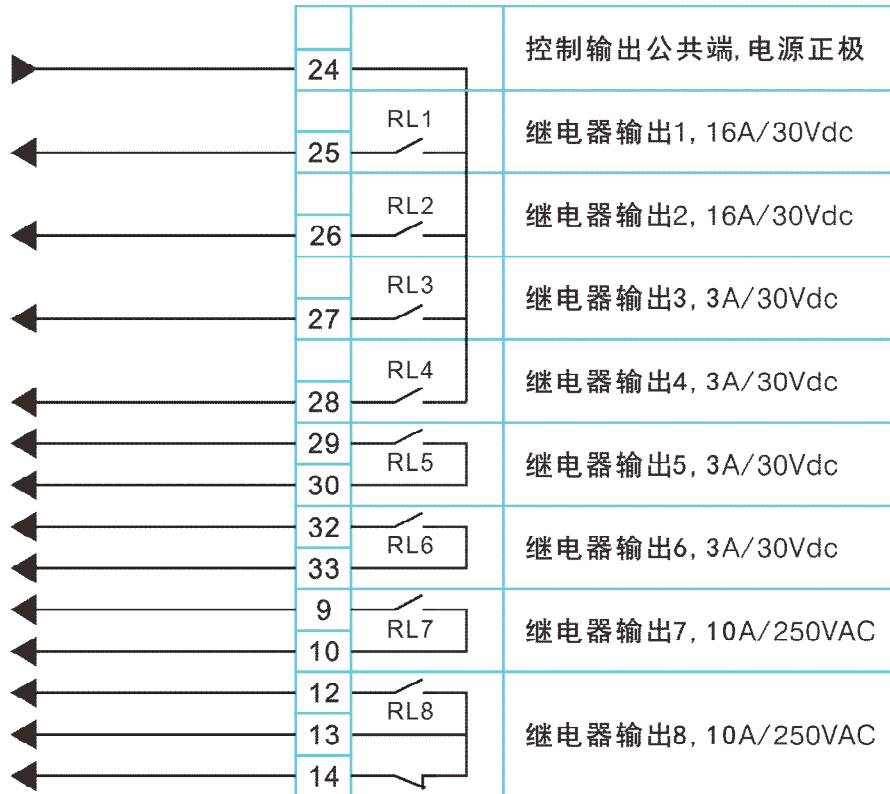 24 控制输出公共端, 电源正极
RL1
25 继电器输出1, 16A/30Vdc
RL2
26 继电器输出2, 16A/30Vdc
RL3
27 继电器输出3, 3A/30Vdc
RL4
28 继电器输出4, 3A/30Vdc
29
RL5 继电器输出5, 3A/30Vdc
30
32
RL6 继电器输出6, 3A/30Vdc
33
9
RL7 继电器输出7, 10A/250VAC
10
12
RL8
13 继电器输出8, 10A/250VAC
14